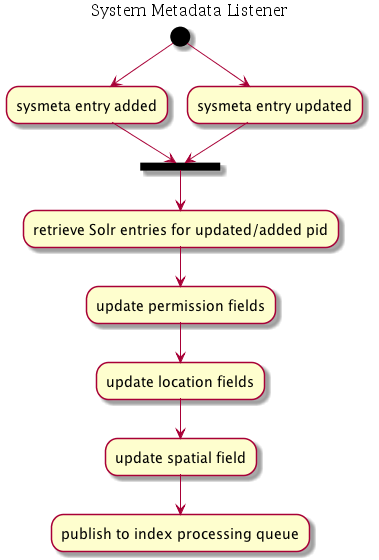 System Metadata Listener
sysmeta entry added
sysmeta entry updated
retrieve Solr entries for updated/added pid
update permission fields
update location fields
update spatial field
publish to index processing queue